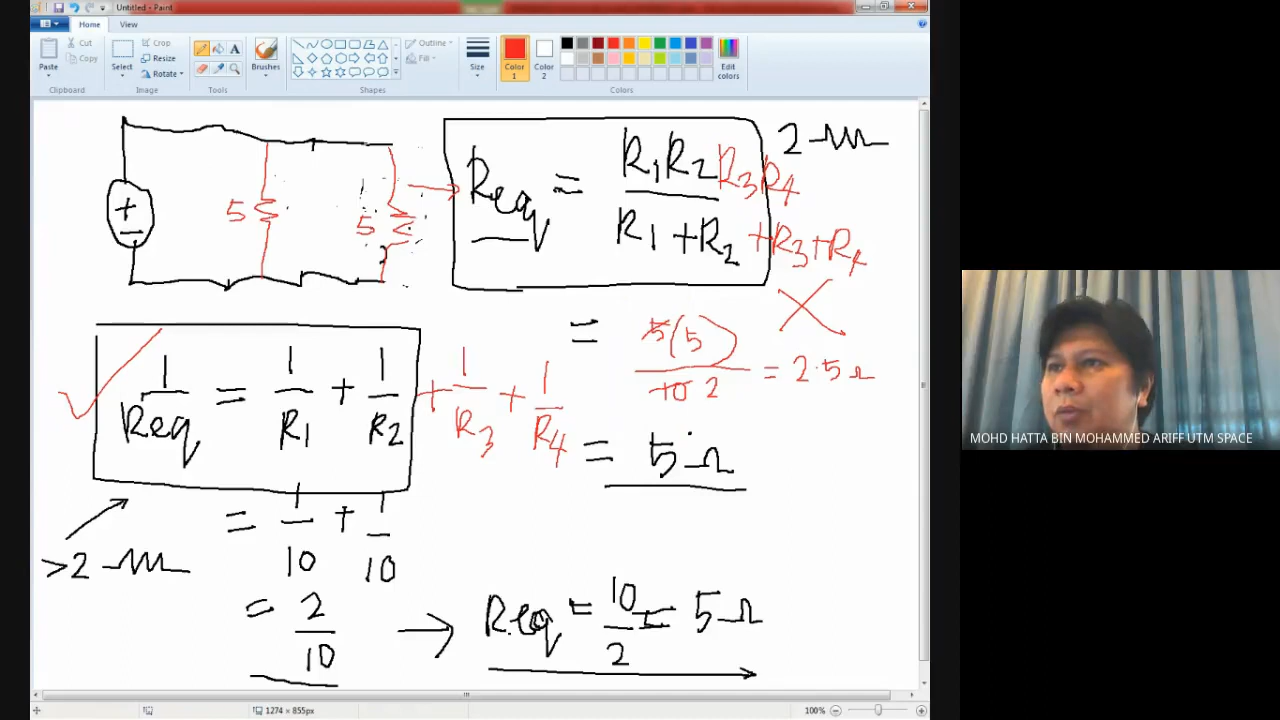 Untitled - Paint
Home View
Paste
Cut
Copy
Clipboard
Select
Crop
Resize
Rotate
Image
Tools
Brushes
Shapes
Outline
Fill
Size
Color 1
Color 2
Edit colors
Colors
5
5
Req = R1R2R3R4
R1+R2+R3+R4
2
= 5(5)
10 2 = 2.5Ω
= 5Ω
1/Req = 1/R1 + 1/R2 + 1/R3 + 1/R4
>2
= 1/10 + 1/10
= 2/10
→ Req = 10/2 = 5Ω
MOHD HATTA BIN MOHAMMED ARIFF UTM SPACE
1274 × 855px
100%